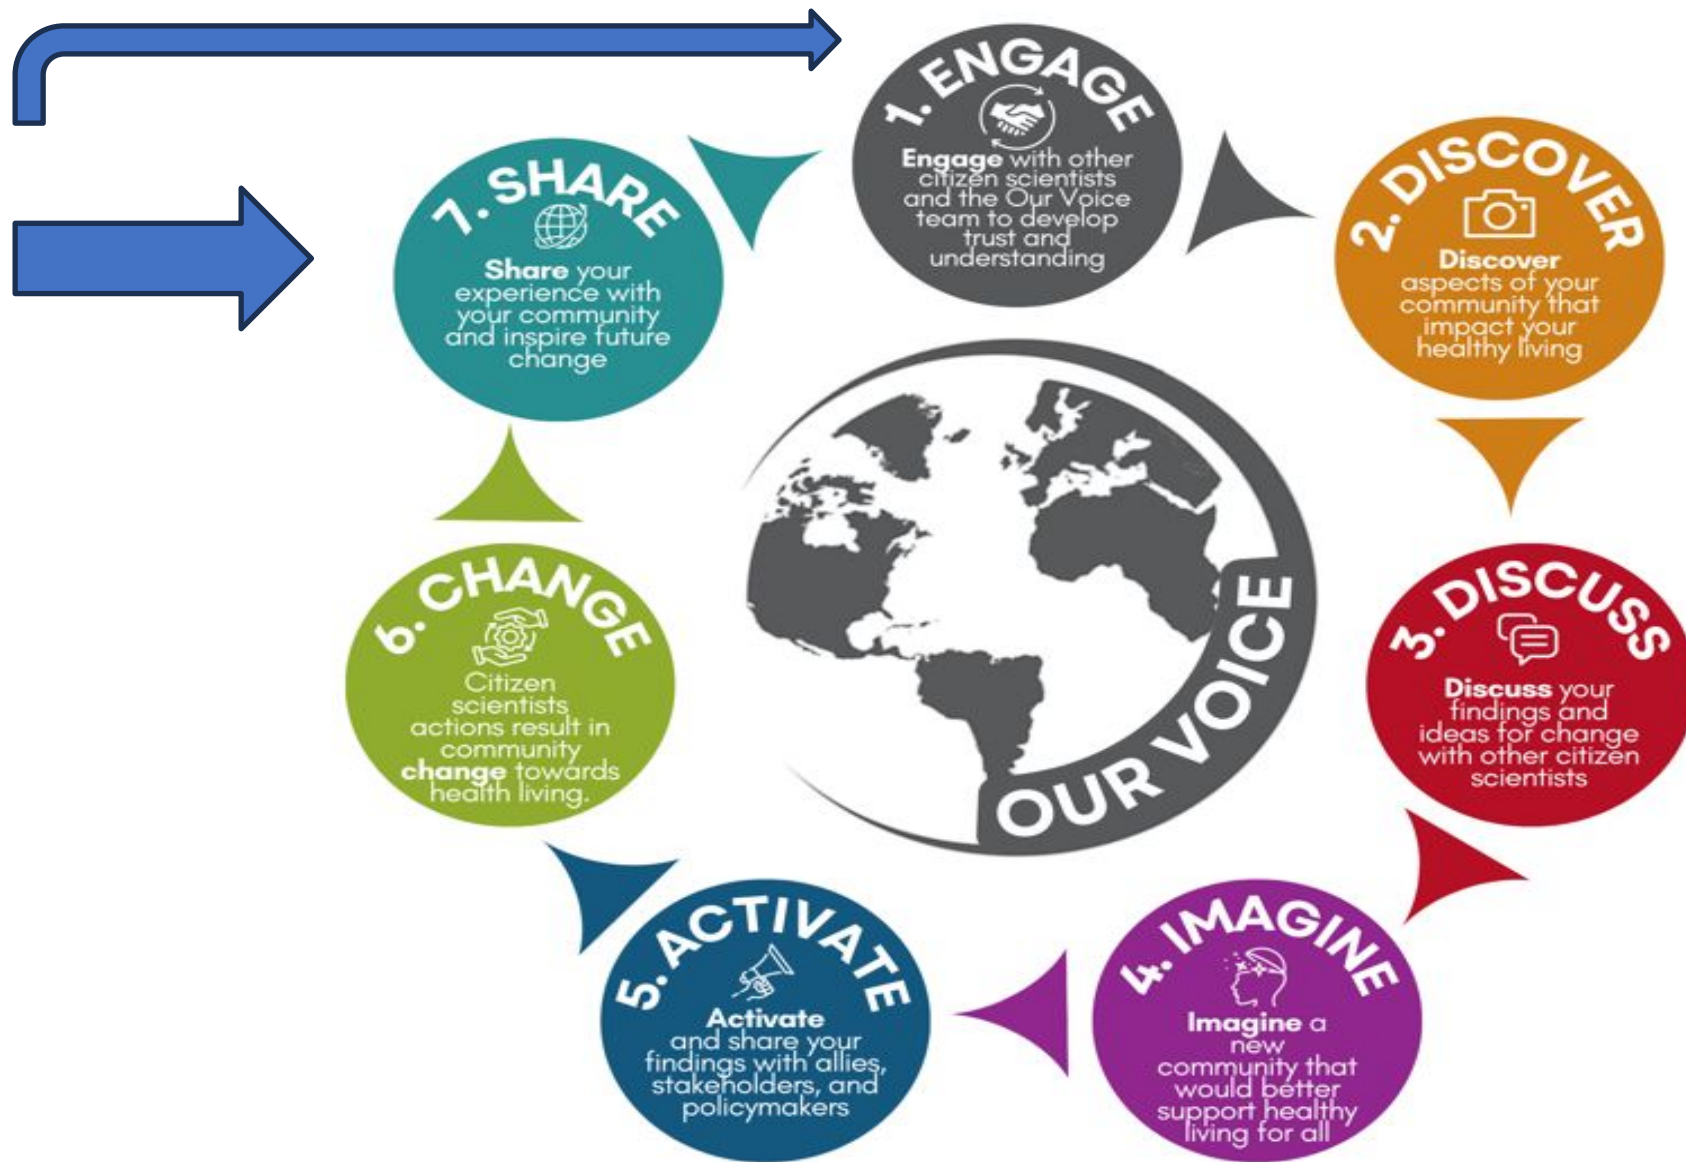 1. ENGAGE
Engage with other
citizen scientists
and the Our Voice
team to develop
trust and
understanding
2. DISCOVER
Discover
aspects of your
community that
impact your
healthy living
3. DISCUSS
Discuss your
findings and
ideas for change
with other citizen
scientists
4. IMAGINE
Imagine a
new
community that
would better
support healthy
living for all
5. ACTIVATE
Activate
and share your
findings with allies,
stakeholders, and
policymakers
6. CHANGE
Citizen
scientists
actions result in
community
change towards
health living.
7. SHARE
Share your
experience with
your community
and inspire future
change
OUR VOICE